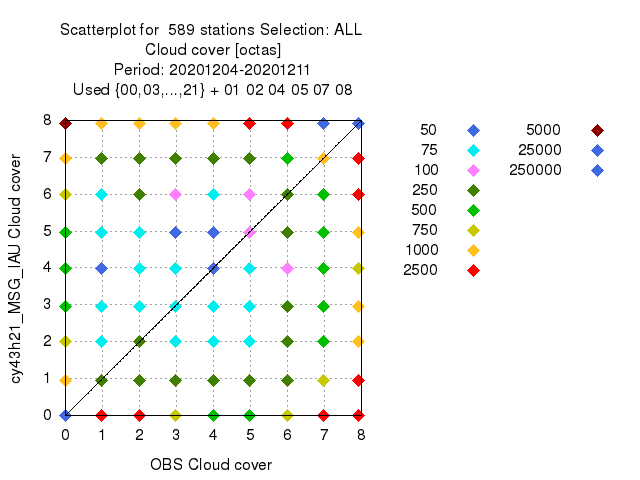 Scatterplot for 589 stations Selection: ALL
Cloud cover [octas]
Period: 20201204-20201211
Used {00,03,...,21} + 01 02 04 05 07 08
8
7
6
5
4
3
2
1
0
cy43h21_MSG_IAU Cloud cover
0 1 2 3 4 5 6 7 8
OBS Cloud cover
50 5000
75 25000
100 250000
250
500
750
1000
2500